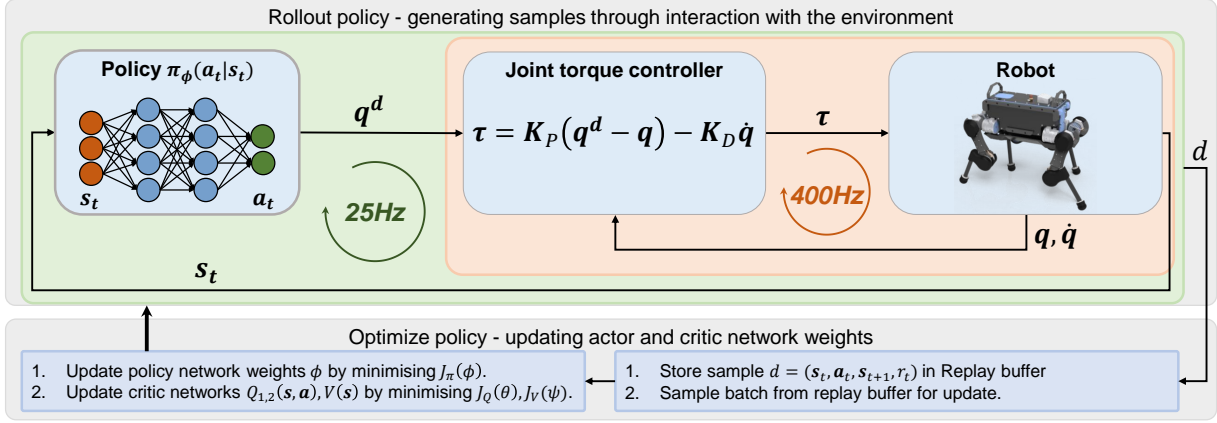 Rollout policy - generating samples through interaction with the environment
Policy π_ϕ(a_t|s_t)
s_t
a_t
q^d
25Hz
Joint torque controller
τ = K_P(q^d − q) − K_D q̇
τ
400Hz
Robot
q, q̇
d
s_t
Optimize policy - updating actor and critic network weights
1. Update policy network weights ϕ by minimising J_π(ϕ).
2. Update critic networks Q_{1,2}(s, a), V(s) by minimising J_Q(θ), J_V(ψ).
1. Store sample d = (s_t, a_t, s_{t+1}, r_t) in Replay buffer
2. Sample batch from replay buffer for update.